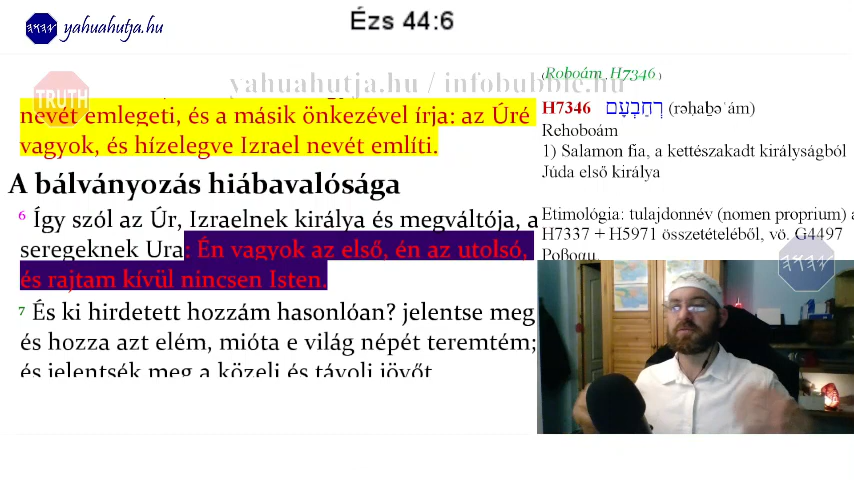 yahuahutja.hu
Ézs 44:6
yahuahutja.hu / infobubble.hu
TRUTH
nevét emlegeti, és a másik önkezével írja: az Úré
vagyok, és hízelegve Izrael nevét említi.
A bálványozás hiábavalósága
6 Így szól az Úr, Izraelnek királya és megváltója, a
seregeknek Ura: Én vagyok az első, én az utolsó,
és rajtam kívül nincsen Isten.
7 És ki hirdetett hozzám hasonlóan? jelentse meg
és hozza azt elém, mióta e világ népét teremtém;
és jelentsék meg a közeli és távoli jövőt
(Roboám, H7346)
H7346 רְחַבְעָם (rəḥaḇəʿám)
Rehoboám
1) Salamon fia, a kettészakadt királyságból
Júda első királya
Etimológia: tulajdonnév (nomen proprium) a
H7337 + H5971 összetételéből, vö. G4497
Ροβοαμ